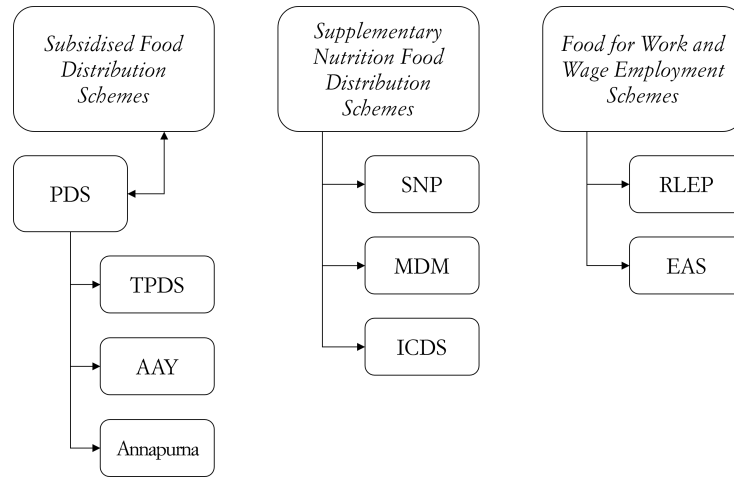 Subsidised Food
Distribution
Schemes
PDS
TPDS
AAY
Annapurna
Supplementary
Nutrition Food
Distribution
Schemes
SNP
MDM
ICDS
Food for Work and
Wage Employment
Schemes
RLEP
EAS